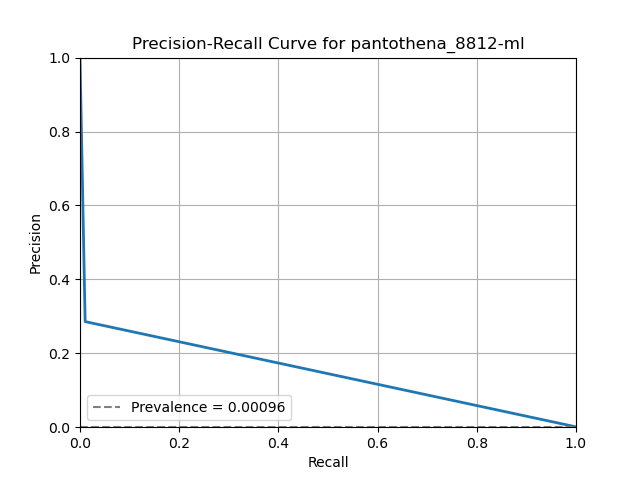 Precision-Recall Curve for pantothena_8812-ml
1.0
0.8
0.6
0.4
0.2
0.0
Precision
Prevalence = 0.00096
0.0 0.2 0.4 0.6 0.8 1.0
Recall